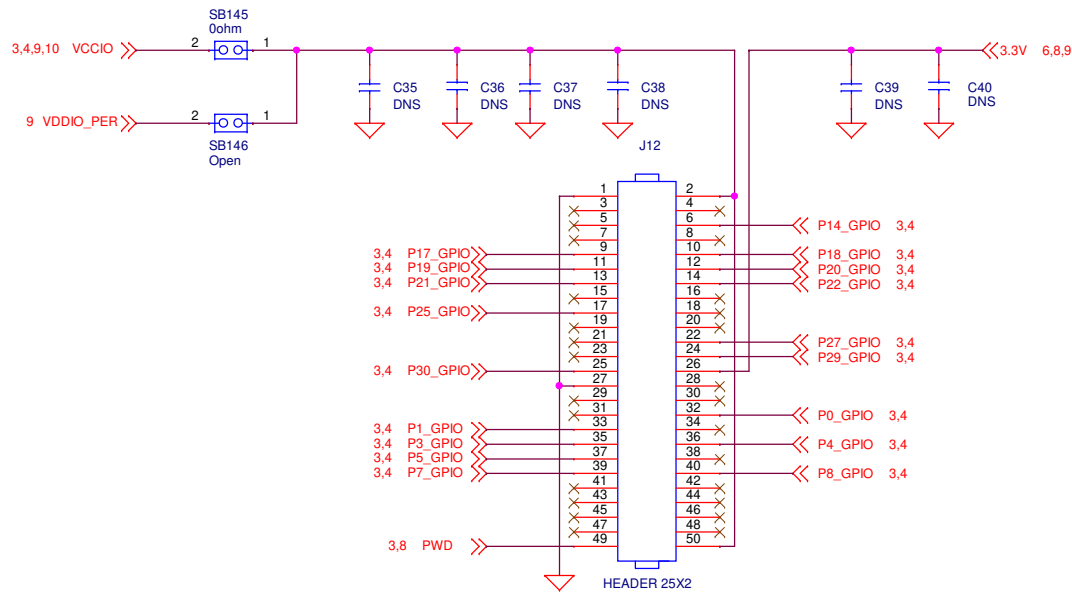 SB145
0ohm
3,4,9,10 VCCIO 2 1 3.3V 6,8,9
C35
DNS
C36
DNS
C37
DNS
C38
DNS
C39
DNS
C40
DNS
9 VDDIO_PER 2 1
SB146
Open
J12
1 2
3 4
5 6 P14_GPIO 3,4
7 8
3,4 P17_GPIO 9 10 P18_GPIO 3,4
3,4 P19_GPIO 11 12 P20_GPIO 3,4
3,4 P21_GPIO 13 14 P22_GPIO 3,4
15 16
3,4 P25_GPIO 17 18
19 20
21 22 P27_GPIO 3,4
23 24 P29_GPIO 3,4
3,4 P30_GPIO 25 26
27 28
29 30
31 32 P0_GPIO 3,4
3,4 P1_GPIO 33 34
3,4 P3_GPIO 35 36 P4_GPIO 3,4
3,4 P5_GPIO 37 38
3,4 P7_GPIO 39 40 P8_GPIO 3,4
41 42
43 44
45 46
47 48
3,8 PWD 49 50
HEADER 25X2